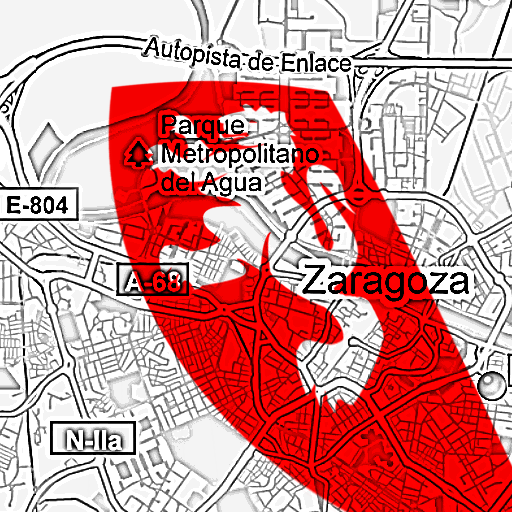 Autopista de Enlace
Parque
Metropolitano
del Agua
E-804
A-68
Zaragoza
N-IIa